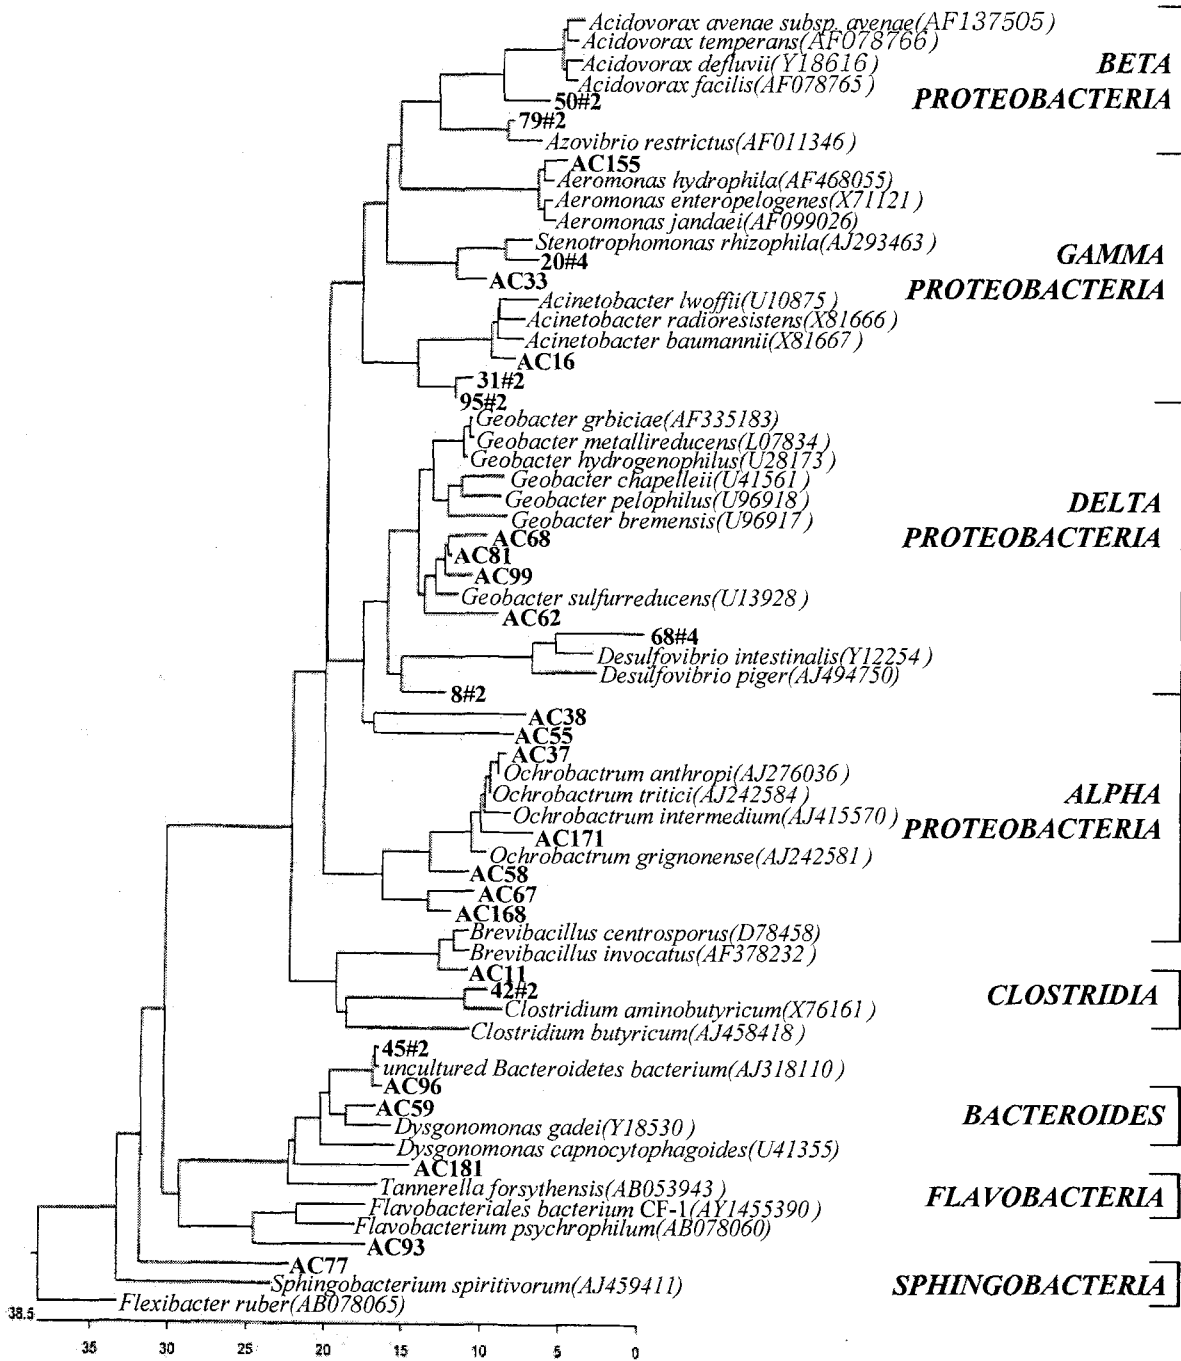 Acidovorax avenae subsp. avenae(AF137505)
Acidovorax temperans(AF078766)
Acidovorax defluvii(Y18616)
BETA
Acidovorax facilis(AF078765)
PROTEOBACTERIA
50#2
79#2
Azovibrio restrictus(AF011346)
AC155
Aeromonas hydrophila(AF468055)
Aeromonas enteropelogenes(X71121)
Aeromonas jandaei(AF099026)
Stenotrophomonas rhizophila(AJ293463)
GAMMA
20#4
AC33
PROTEOBACTERIA
Acinetobacter lwoffii(U10875)
Acinetobacter radioresistens(X81666)
Acinetobacter baumannii(X81667)
AC16
31#2
95#2
Geobacter grbiciae(AF335183)
Geobacter metallireducens(L07834)
Geobacter hydrogenophilus(U28173)
Geobacter chapelleii(U41561)
Geobacter pelophilus(U96918)
DELTA
Geobacter bremensis(U96917)
AC68
PROTEOBACTERIA
AC81
AC99
Geobacter sulfurreducens(U13928)
AC62
68#4
Desulfovibrio intestinalis(Y12254)
Desulfovibrio piger(AJ494750)
8#2
AC38
AC55
AC37
Ochrobactrum anthropi(AJ276036)
Ochrobactrum tritici(AJ242584)
ALPHA
Ochrobactrum intermedium(AJ415570)
PROTEOBACTERIA
AC171
Ochrobactrum grignonense(AJ242581)
AC58
AC67
AC168
Brevibacillus centrosporus(D78458)
Brevibacillus invocatus(AF378232)
AC11
42#2
CLOSTRIDIA
Clostridium aminobutyricum(X76161)
Clostridium butyricum(AJ458418)
45#2
uncultured Bacteroidetes bacterium(AJ318110)
AC96
AC59
BACTEROIDES
Dysgonomonas gadei(Y18530)
Dysgonomonas capnocytophagoides(U41355)
AC181
Tannerella forsythensis(AB053943)
FLAVOBACTERIA
Flavobacteriales bacterium CF-1(AY1455390)
Flavobacterium psychrophilum(AB078060)
AC93
AC77
Sphingobacterium spiritivorum(AJ459411)
SPHINGOBACTERIA
Flexibacter ruber(AB078065)
38.5
35 30 25 20 15 10 5 0